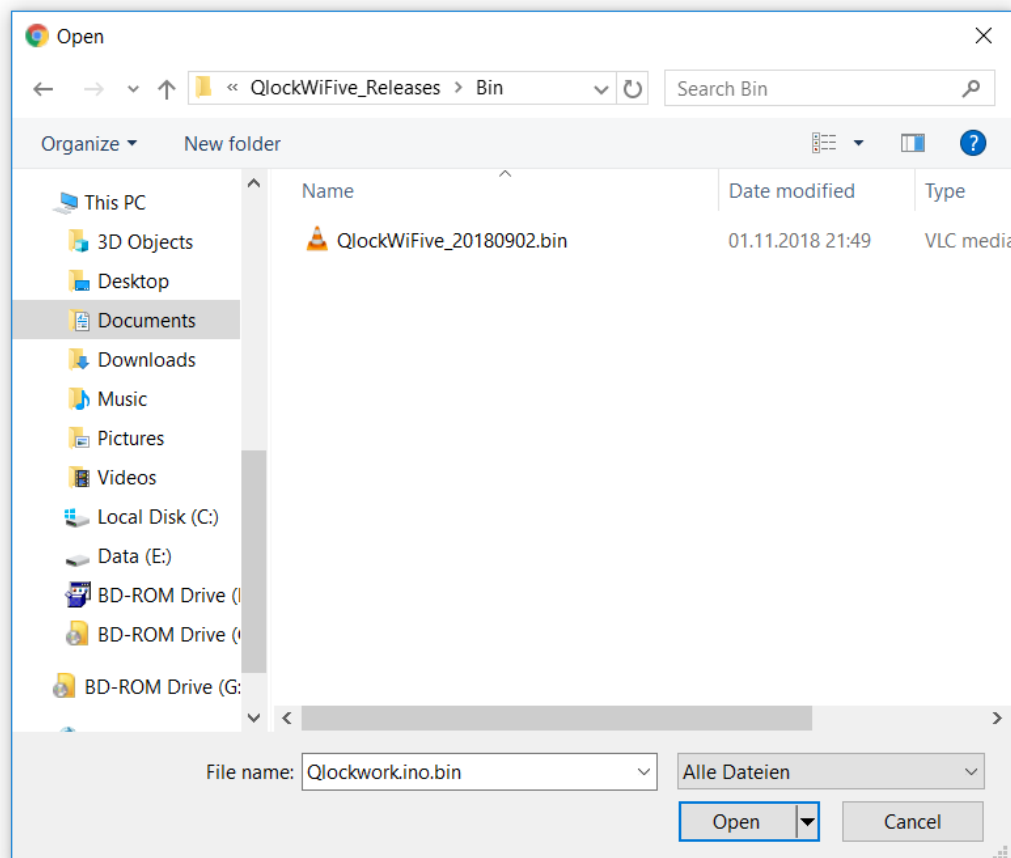 Open
« QlockWiFive_Releases > Bin
Search Bin
Organize
New folder
?
Name
Date modified
Type
This PC
3D Objects
Desktop
Documents
Downloads
Music
Pictures
Videos
Local Disk (C:)
Data (E:)
BD-ROM Drive (
BD-ROM Drive (
BD-ROM Drive (G:
QlockWiFive_20180902.bin
01.11.2018 21:49
VLC media
File name:
Qlockwork.ino.bin
Alle Dateien
Open
Cancel